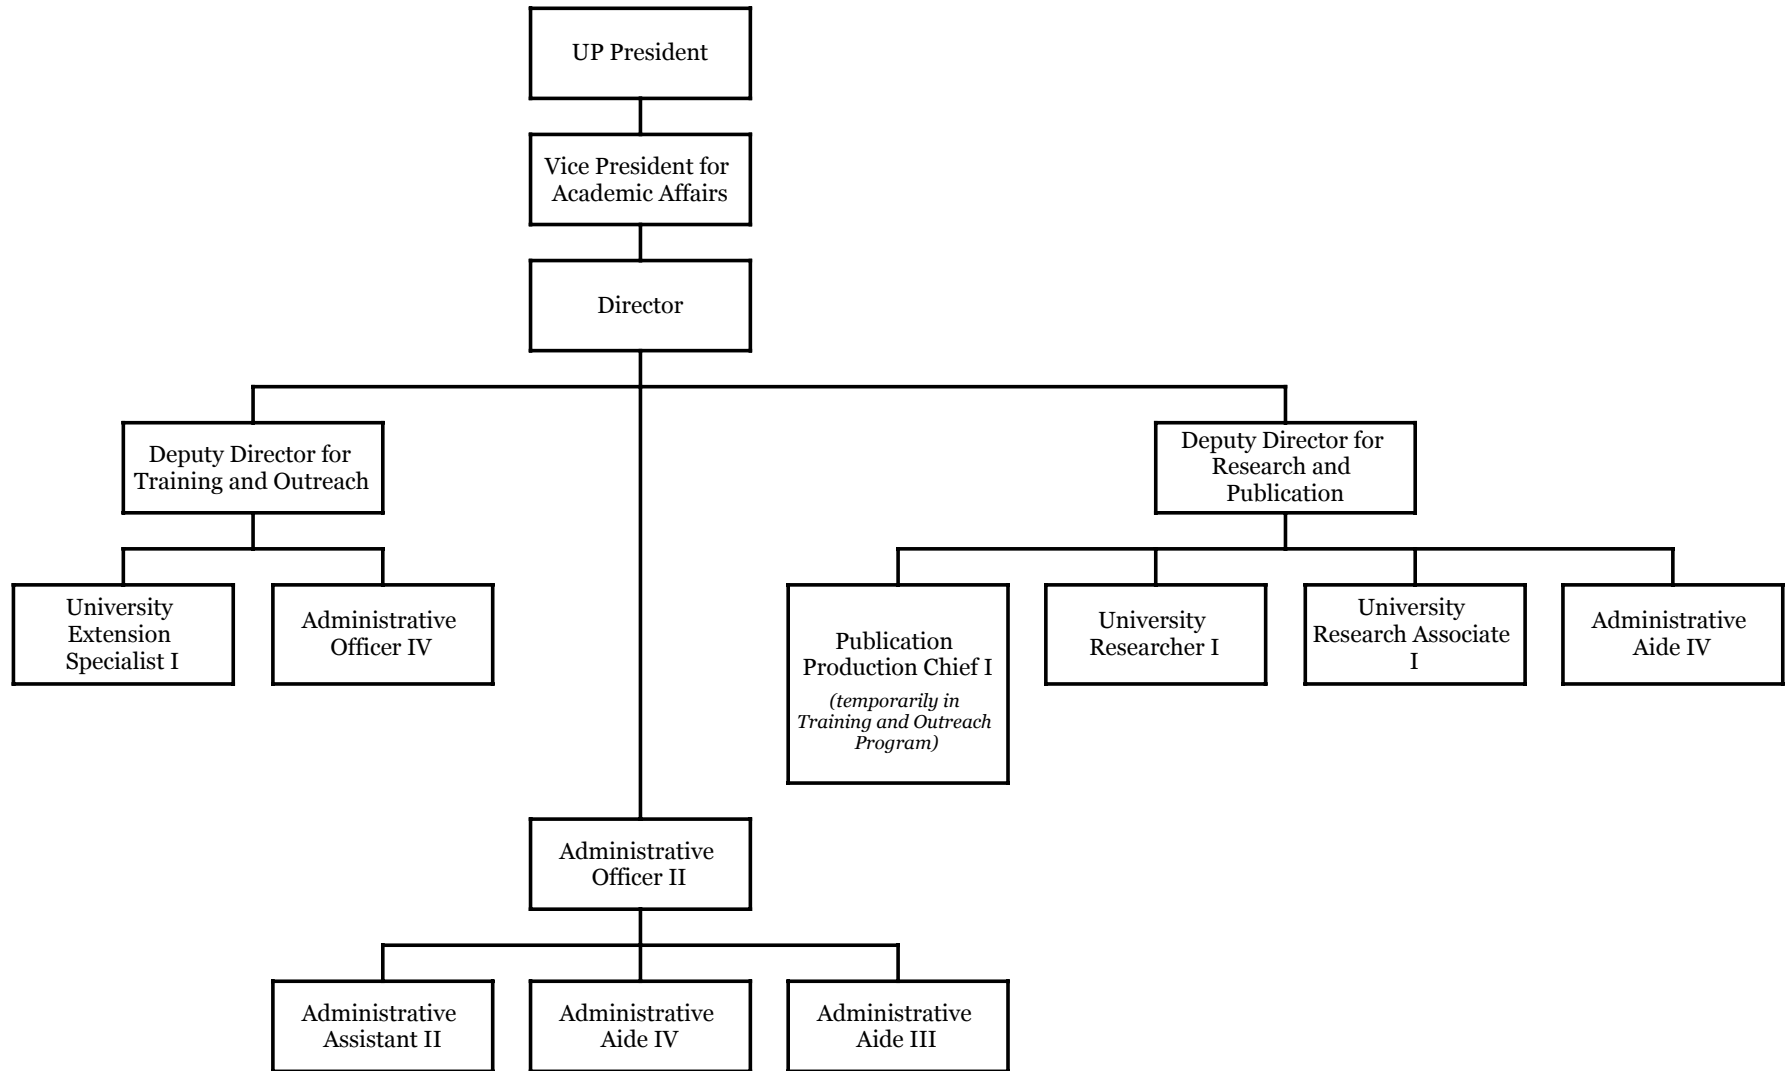 UP President
Vice President for
Academic Affairs
Director
Deputy Director for
Training and Outreach
Deputy Director for
Research and
Publication
University
Extension
Specialist I
Administrative
Officer IV
Publication
Production Chief I
(temporarily in
Training and Outreach
Program)
University
Researcher I
University
Research Associate
I
Administrative
Aide IV
Administrative
Officer II
Administrative
Assistant II
Administrative
Aide IV
Administrative
Aide III